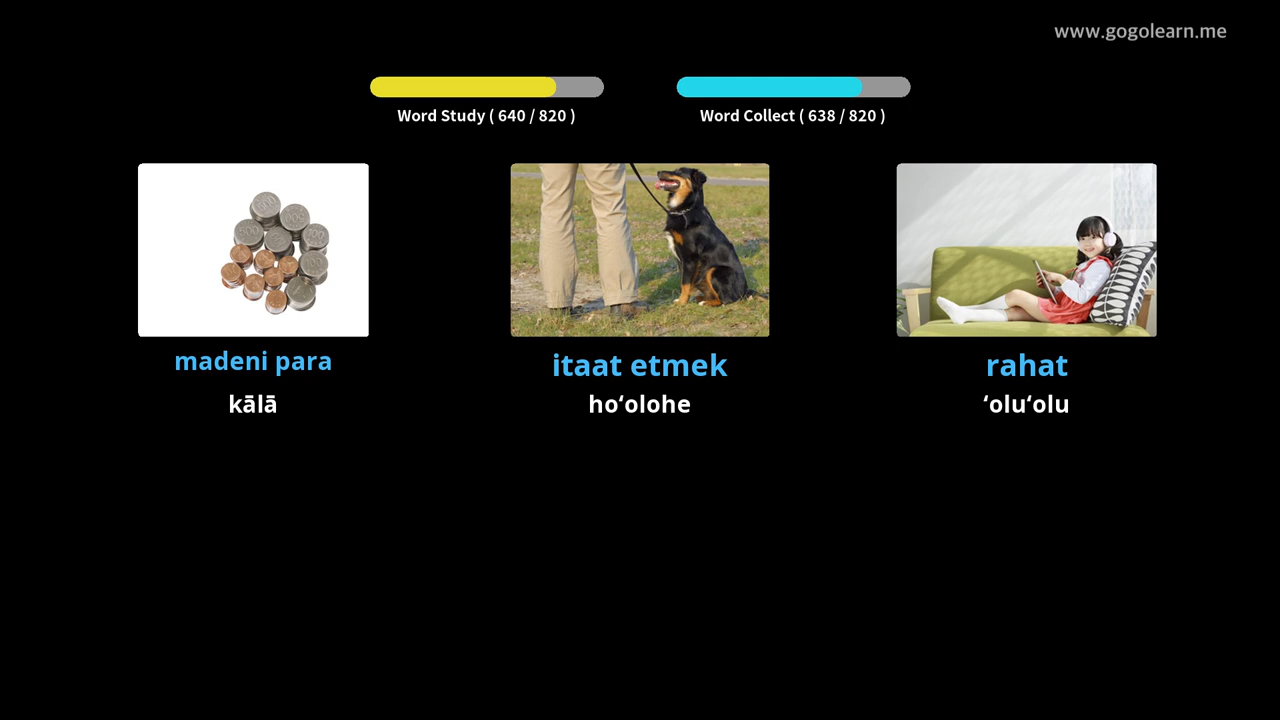 www.gogolearn.me
Word Study ( 640 / 820 )
Word Collect ( 638 / 820 )
madeni para
itaat etmek
rahat
kālā
hoʻolohe
ʻoluʻolu